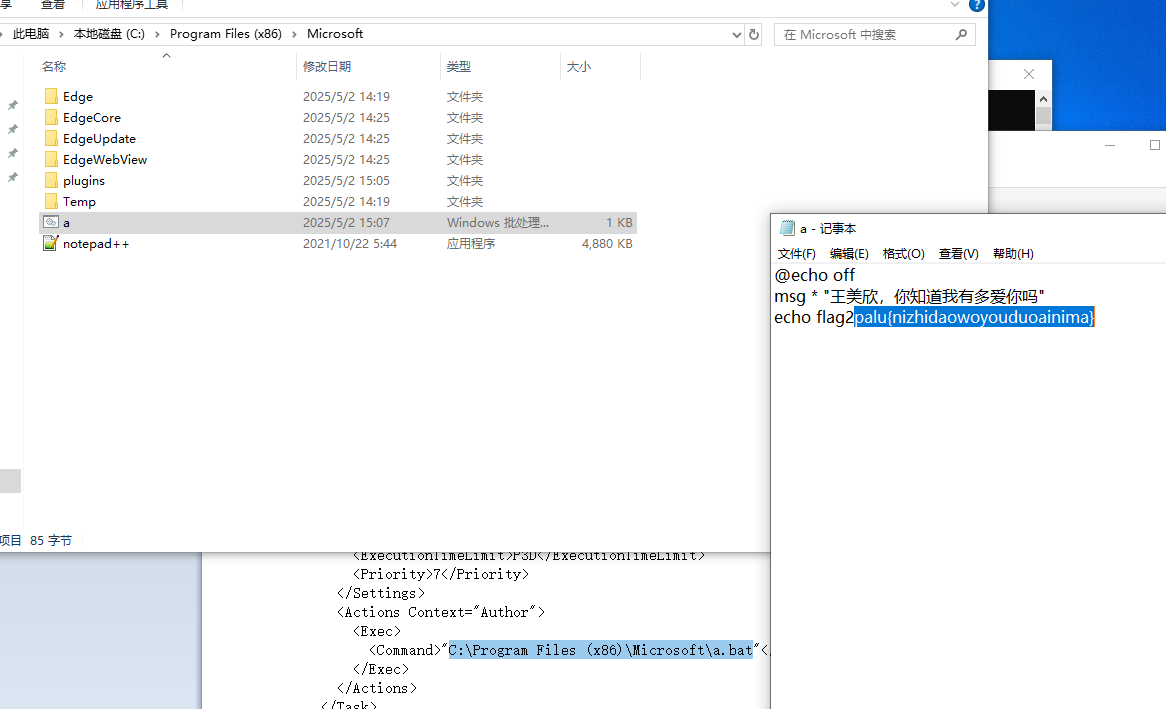 享 查看 应用程序工具
此电脑 › 本地磁盘 (C:) › Program Files (x86) › Microsoft
在 Microsoft 中搜索
名称 修改日期 类型 大小
Edge 2025/5/2 14:19 文件夹
EdgeCore 2025/5/2 14:25 文件夹
EdgeUpdate 2025/5/2 14:25 文件夹
EdgeWebView 2025/5/2 14:25 文件夹
plugins 2025/5/2 15:05 文件夹
Temp 2025/5/2 14:19 文件夹
a 2025/5/2 15:07 Windows 批处理... 1 KB
notepad++ 2021/10/22 5:44 应用程序 4,880 KB
项目 85 字节
a - 记事本
文件(F) 编辑(E) 格式(O) 查看(V) 帮助(H)
@echo off
msg * "王美欣，你知道我有多爱你吗"
echo flag2palu{nizhidaowoyouduoainima}
<ExecutionTimeLimit>P3D</ExecutionTimeLimit>
<Priority>7</Priority>
</Settings>
<Actions Context="Author">
<Exec>
<Command>"C:\Program Files (x86)\Microsoft\a.bat"</
</Exec>
</Actions>
</Task>